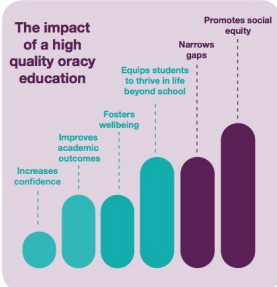 The impact
of a high
quality oracy
education
Increases
confidence
Improves
academic
outcomes
Fosters
wellbeing
Equips students
to thrive in life
beyond school
Narrows
gaps
Promotes social
equity